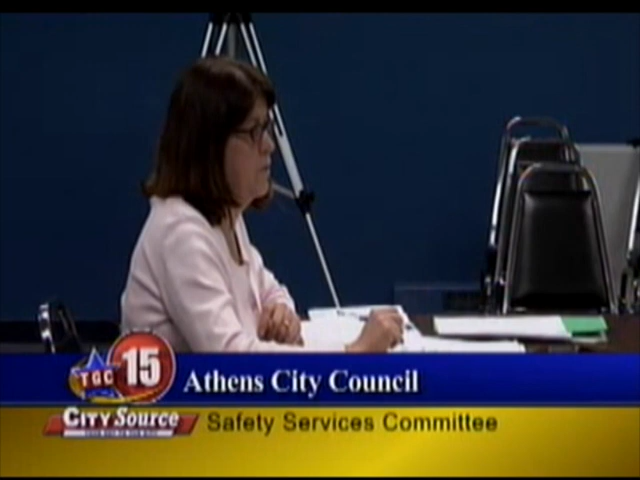 TGC 15
Athens City Council
CITY SOURCE
Safety Services Committee